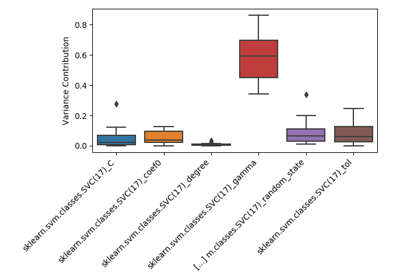 Variance Contribution
0.8
0.6
0.4
0.2
0.0
sklearn.svm.classes.SVC(17)_C
sklearn.svm.classes.SVC(17)_coef0
sklearn.svm.classes.SVC(17)_degree
sklearn.svm.classes.SVC(17)_gamma
[...] m.classes.SVC(17)_random_state
sklearn.svm.classes.SVC(17)_tol